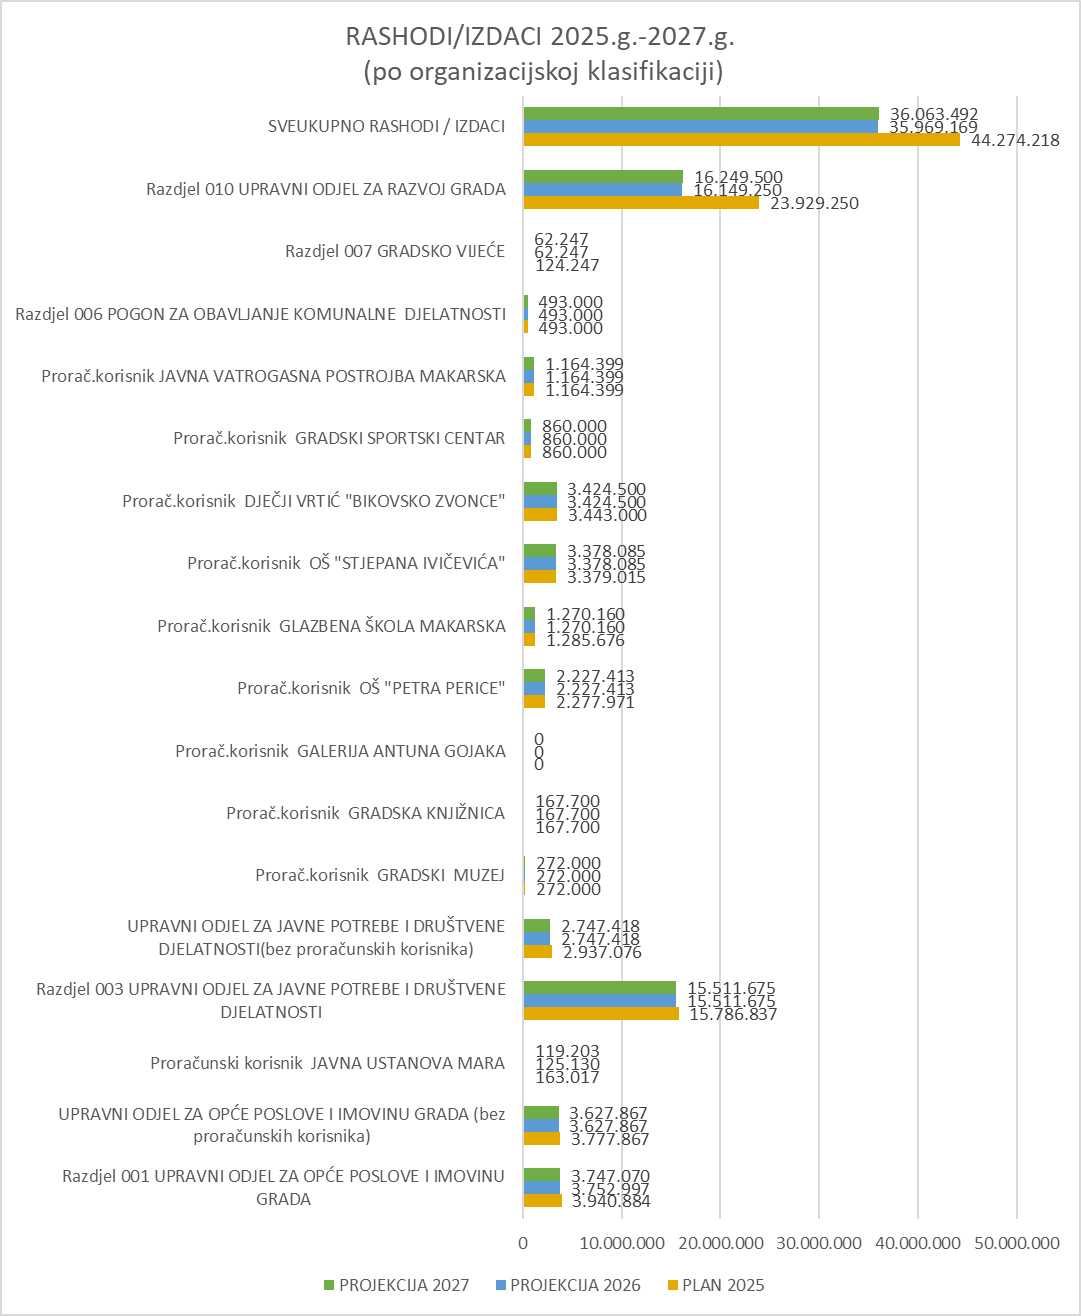 RASHODI/IZDACI 2025.g.-2027.g.
(po organizacijskoj klasifikaciji)
SVEUKUPNO RASHODI / IZDACI
36.063.492
35.969.169
44.274.218
Razdjel 010 UPRAVNI ODJEL ZA RAZVOJ GRADA
16.249.500
16.149.250
23.929.250
Razdjel 007 GRADSKO VIJEĆE
62.247
62.247
124.247
Razdjel 006 POGON ZA OBAVLJANJE KOMUNALNE DJELATNOSTI
493.000
493.000
493.000
Prorač.korisnik JAVNA VATROGASNA POSTROJBA MAKARSKA
1.164.399
1.164.399
1.164.399
Prorač.korisnik GRADSKI SPORTSKI CENTAR
860.000
860.000
860.000
Prorač.korisnik DJEČJI VRTIĆ "BIKOVSKO ZVONCE"
3.424.500
3.424.500
3.443.000
Prorač.korisnik OŠ "STJEPANA IVIČEVIĆA"
3.378.085
3.378.085
3.379.015
Prorač.korisnik GLAZBENA ŠKOLA MAKARSKA
1.270.160
1.270.160
1.285.676
Prorač.korisnik OŠ "PETRA PERICE"
2.227.413
2.227.413
2.277.971
Prorač.korisnik GALERIJA ANTUNA GOJAKA
0
0
0
Prorač.korisnik GRADSKA KNJIŽNICA
167.700
167.700
167.700
Prorač.korisnik GRADSKI MUZEJ
272.000
272.000
272.000
UPRAVNI ODJEL ZA JAVNE POTREBE I DRUŠTVENE
DJELATNOSTI(bez proračunskih korisnika)
2.747.418
2.747.418
2.937.076
Razdjel 003 UPRAVNI ODJEL ZA JAVNE POTREBE I DRUŠTVENE
DJELATNOSTI
15.511.675
15.511.675
15.786.837
Proračunski korisnik JAVNA USTANOVA MARA
119.203
125.130
163.017
UPRAVNI ODJEL ZA OPĆE POSLOVE I IMOVINU GRADA (bez
proračunskih korisnika)
3.627.867
3.627.867
3.777.867
Razdjel 001 UPRAVNI ODJEL ZA OPĆE POSLOVE I IMOVINU
GRADA
3.747.070
3.752.997
3.940.884
0 10.000.000 20.000.000 30.000.000 40.000.000 50.000.000
PROJEKCIJA 2027 PROJEKCIJA 2026 PLAN 2025